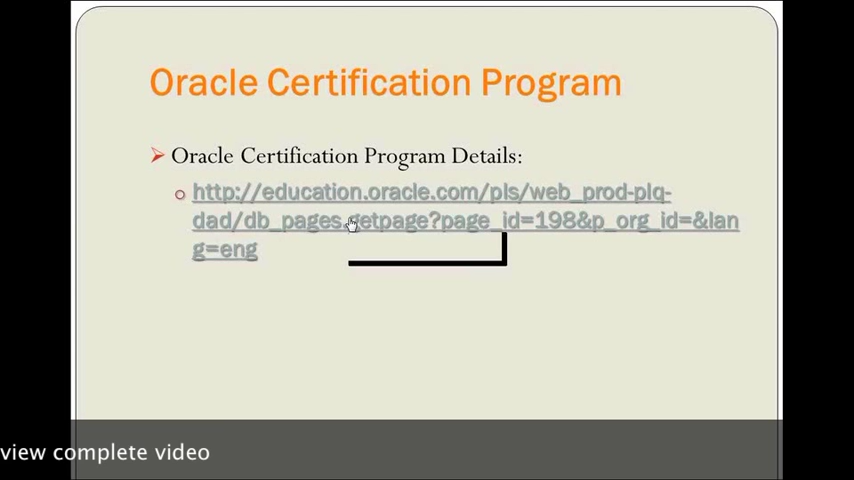 Oracle Certification Program
Oracle Certification Program Details:
http://education.oracle.com/pls/web_prod-plq-
dad/db_pages.getpage?page_id=198&p_org_id=&lan
g=eng
view complete video